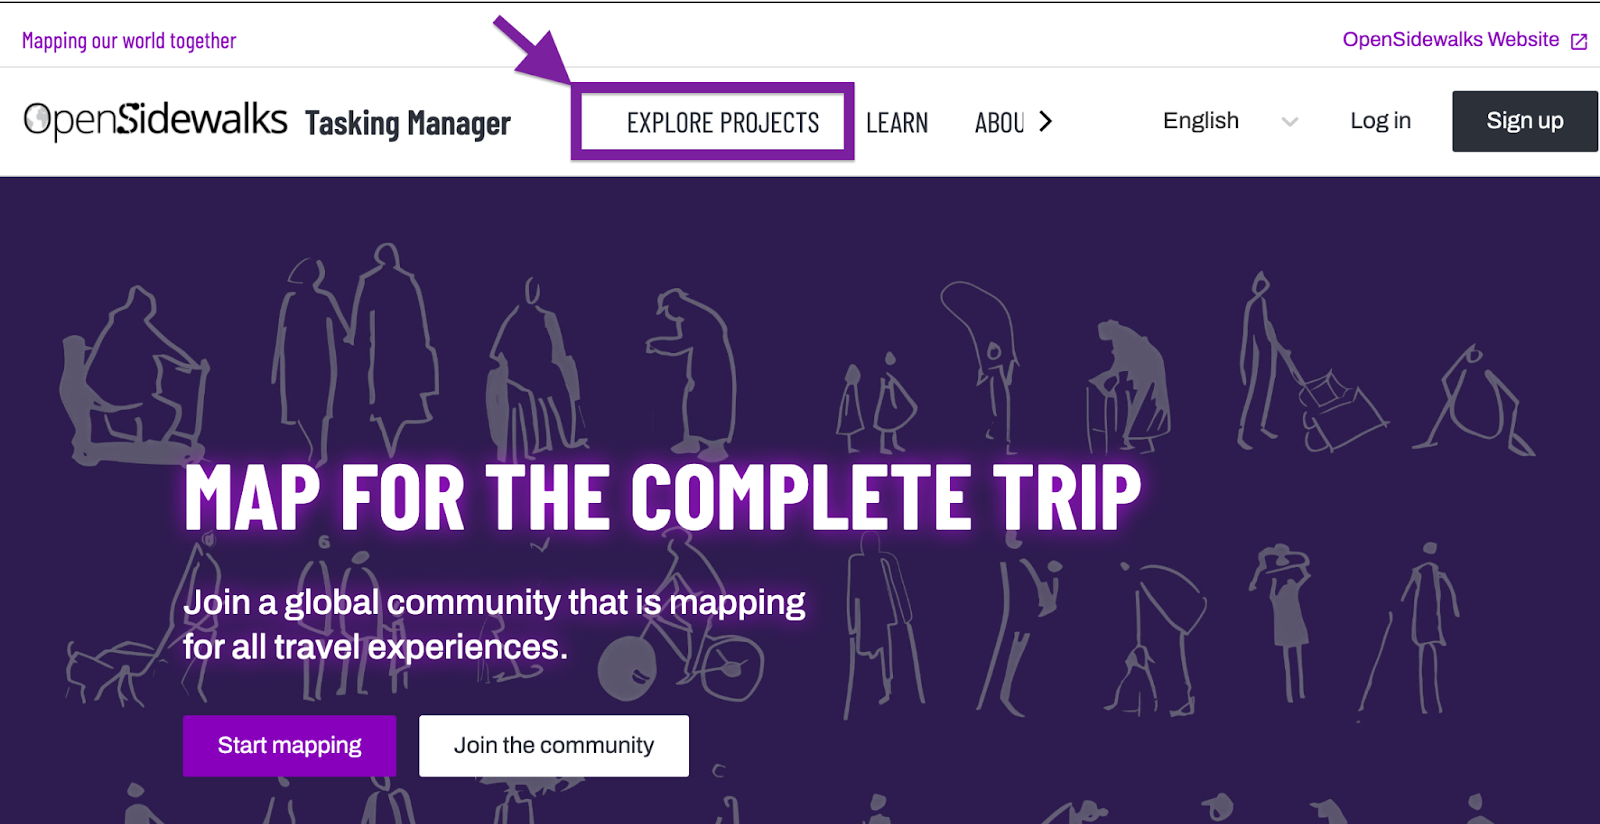 Mapping our world together
OpenSidewalks Website
OpenSidewalks Tasking Manager
EXPLORE PROJECTS
LEARN
ABOU
English
Log in
Sign up
MAP FOR THE COMPLETE TRIP
Join a global community that is mapping
for all travel experiences.
Start mapping
Join the community